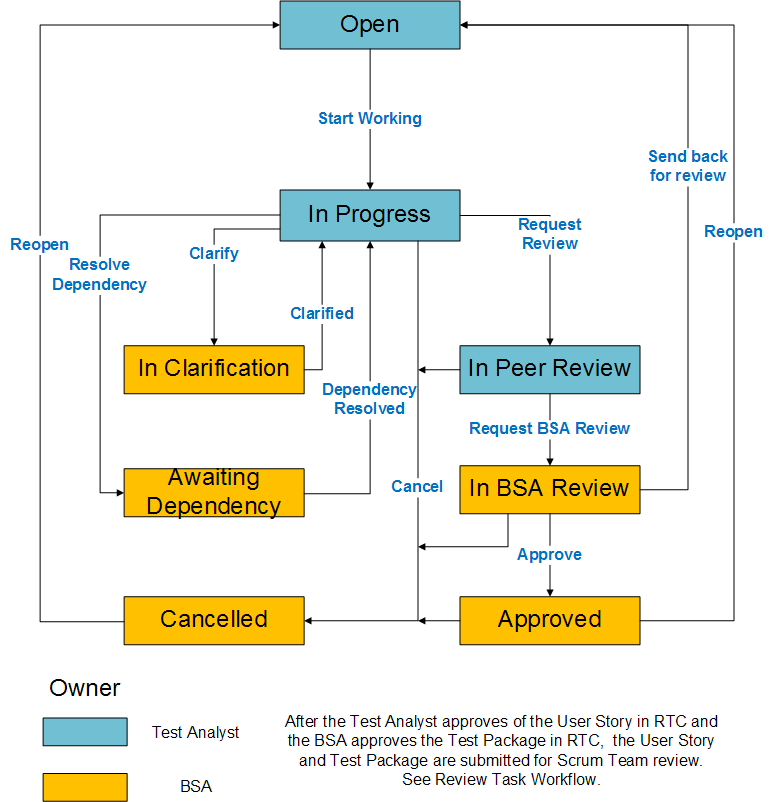 Open
Start Working
Send back
for review
In Progress
Reopen
Request
Review
Reopen
Clarify
Resolve
Dependency
Clarified
In Clarification
In Peer Review
Dependency
Resolved
Request BSA Review
Awaiting
Dependency
Cancel
In BSA Review
Approve
Cancelled
Approved
Owner
Test Analyst
BSA
After the Test Analyst approves of the User Story in RTC and
the BSA approves the Test Package in RTC,  the User Story
and Test Package are submitted for Scrum Team review.
See Review Task Workflow.